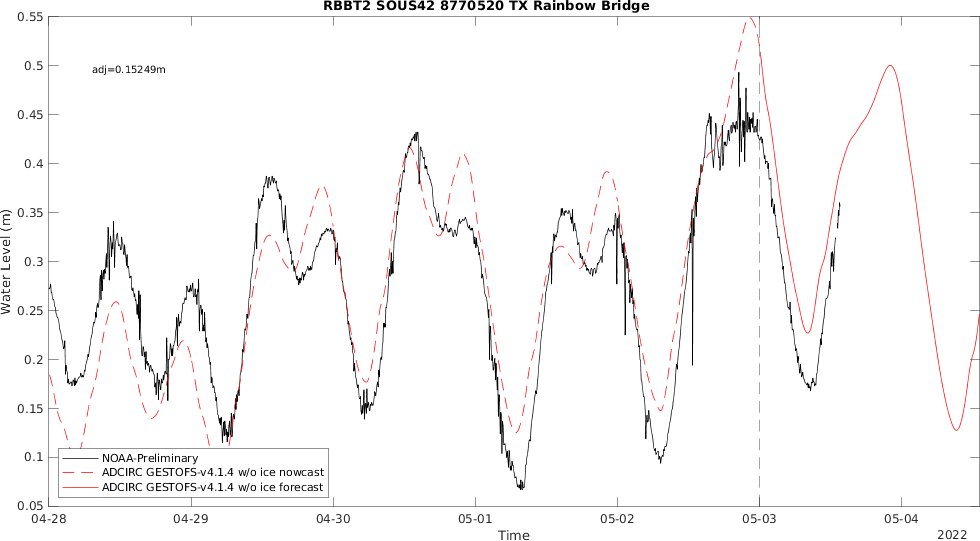 RBBT2 SOUS42 8770520 TX Rainbow Bridge
adj=0.15249m
0.55
0.5
0.45
0.4
0.35
0.3
0.25
0.2
0.15
0.1
0.05
Water Level (m)
NOAA-Preliminary
ADCIRC GESTOFS-v4.1.4 w/o ice nowcast
ADCIRC GESTOFS-v4.1.4 w/o ice forecast
04-28 04-29 04-30 05-01 05-02 05-03 05-04
Time
2022